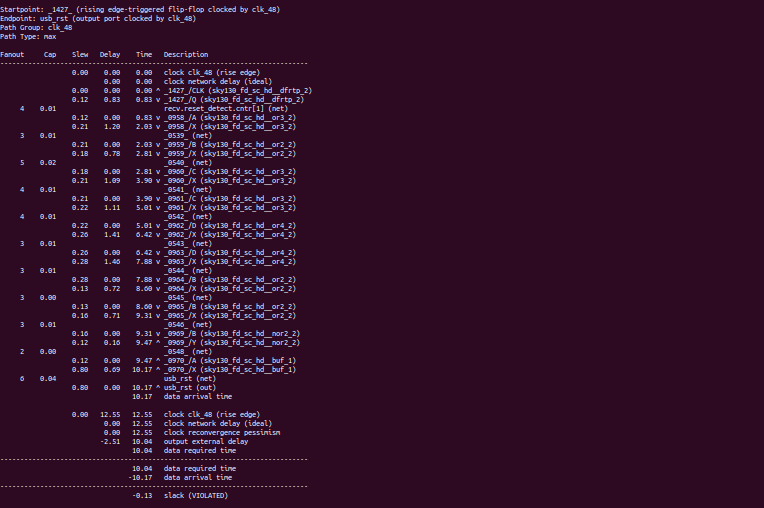 Startpoint: _1427_ (rising edge-triggered flip-flop clocked by clk_48)
Endpoint: usb_rst (output port clocked by clk_48)
Path Group: clk_48
Path Type: max
Fanout Cap Slew Delay Time Description
--------------------------------------------------------------------------
0.00 0.00 0.00 clock clk_48 (rise edge)
0.00 0.00 clock network delay (ideal)
0.00 0.00 0.00 ^ _1427_/CLK (sky130_fd_sc_hd__dfrtp_2)
0.12 0.83 0.83 v _1427_/Q (sky130_fd_sc_hd__dfrtp_2)
4 0.01 recv.reset_detect.cntr[1] (net)
0.12 0.00 0.83 v _0958_/A (sky130_fd_sc_hd__or3_2)
0.21 1.20 2.03 v _0958_/X (sky130_fd_sc_hd__or3_2)
3 0.01 _0539_ (net)
0.21 0.00 2.03 v _0959_/B (sky130_fd_sc_hd__or2_2)
0.18 0.78 2.81 v _0959_/X (sky130_fd_sc_hd__or2_2)
5 0.02 _0540_ (net)
0.18 0.00 2.81 v _0960_/C (sky130_fd_sc_hd__or3_2)
0.21 1.09 3.90 v _0960_/X (sky130_fd_sc_hd__or3_2)
4 0.01 _0541_ (net)
0.21 0.00 3.90 v _0961_/C (sky130_fd_sc_hd__or3_2)
0.22 1.11 5.01 v _0961_/X (sky130_fd_sc_hd__or3_2)
4 0.01 _0542_ (net)
0.22 0.00 5.01 v _0962_/D (sky130_fd_sc_hd__or4_2)
0.26 1.41 6.42 v _0962_/X (sky130_fd_sc_hd__or4_2)
3 0.01 _0543_ (net)
0.26 0.00 6.42 v _0963_/D (sky130_fd_sc_hd__or4_2)
0.28 1.46 7.88 v _0963_/X (sky130_fd_sc_hd__or4_2)
3 0.01 _0544_ (net)
0.28 0.00 7.88 v _0964_/B (sky130_fd_sc_hd__or2_2)
0.13 0.72 8.60 v _0964_/X (sky130_fd_sc_hd__or2_2)
3 0.00 _0545_ (net)
0.13 0.00 8.60 v _0965_/B (sky130_fd_sc_hd__or2_2)
0.16 0.71 9.31 v _0965_/X (sky130_fd_sc_hd__or2_2)
3 0.01 _0546_ (net)
0.16 0.00 9.31 v _0969_/B (sky130_fd_sc_hd__nor2_2)
0.12 0.16 9.47 ^ _0969_/Y (sky130_fd_sc_hd__nor2_2)
2 0.00 _0548_ (net)
0.12 0.00 9.47 ^ _0970_/A (sky130_fd_sc_hd__buf_1)
0.80 0.69 10.17 ^ _0970_/X (sky130_fd_sc_hd__buf_1)
6 0.04 usb_rst (net)
0.80 0.00 10.17 ^ usb_rst (out)
10.17 data arrival time
0.00 12.55 12.55 clock clk_48 (rise edge)
0.00 12.55 clock network delay (ideal)
0.00 12.55 clock reconvergence pessimism
-2.51 10.04 output external delay
10.04 data required time
--------------------------------------------------------------------------
10.04 data required time
-10.17 data arrival time
--------------------------------------------------------------------------
-0.13 slack (VIOLATED)